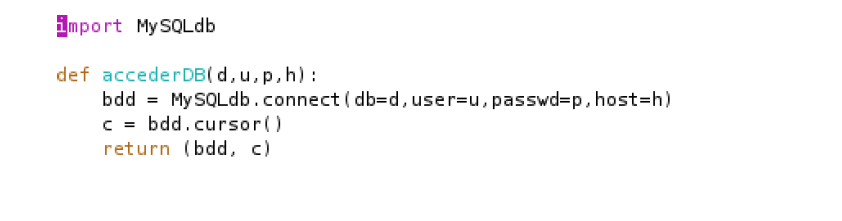 import MySQLdb
def accederDB(d,u,p,h):
bdd = MySQLdb.connect(db=d,user=u,passwd=p,host=h)
c = bdd.cursor()
return (bdd, c)